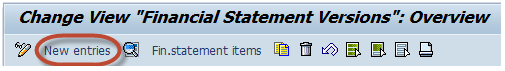 Change View "Financial Statement Versions": Overview
New entries Fin.statement items